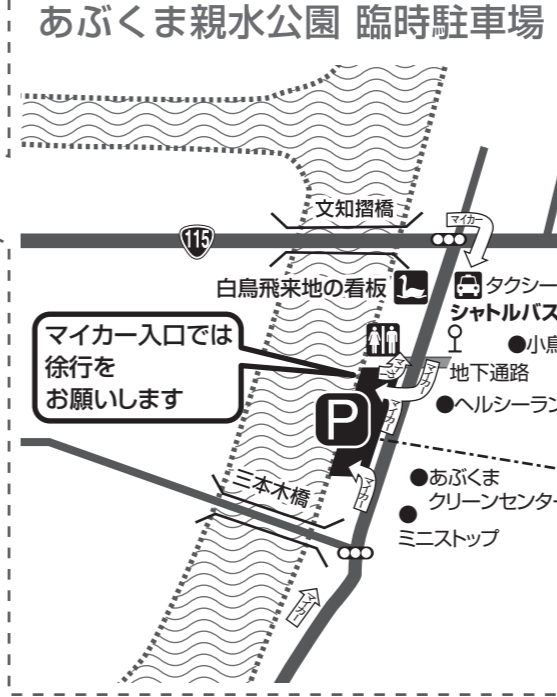 あぶくま親水公園 臨時駐車場
文知摺橋
マイカー
115
白鳥飛来地の看板
タクシー
シャトルバス
小鳥
マイカー入口では
徐行を
お願いします
マイカー
マイカー
地下通路
P
マイカー
ヘルシーラン
三本木橋
マイカー
あぶくま
クリーンセンター
ミニストップ
マイカー